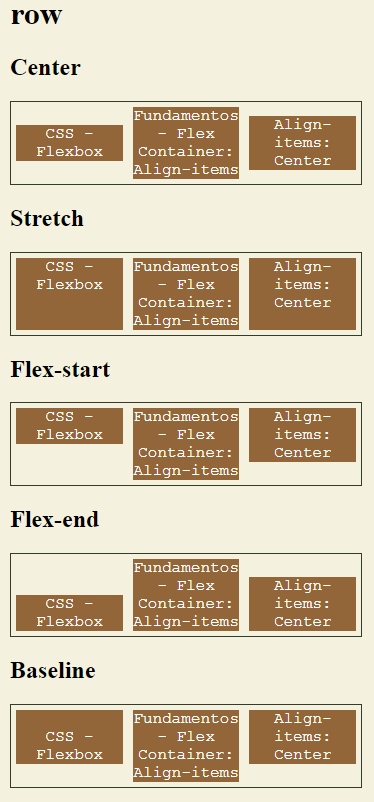 row
Center
CSS -
Flexbox
Fundamentos
- Flex
Container:
Align-items
Align-
items:
Center
Stretch
CSS -
Flexbox
Fundamentos
- Flex
Container:
Align-items
Align-
items:
Center
Flex-start
CSS -
Flexbox
Fundamentos
- Flex
Container:
Align-items
Align-
items:
Center
Flex-end
CSS -
Flexbox
Fundamentos
- Flex
Container:
Align-items
Align-
items:
Center
Baseline
CSS -
Flexbox
Fundamentos
- Flex
Container:
Align-items
Align-
items:
Center